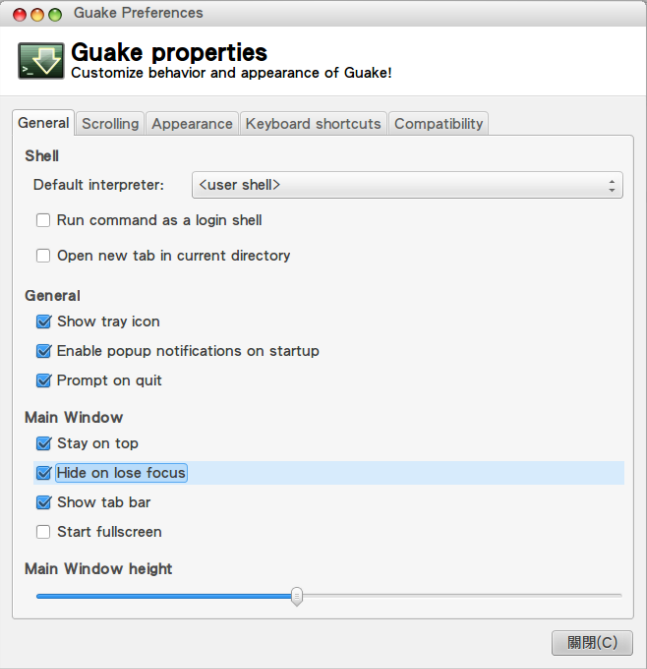 Guake Preferences
Guake properties
Customize behavior and appearance of Guake!
General Scrolling Appearance Keyboard shortcuts Compatibility
Shell
Default interpreter: <user shell>
Run command as a login shell
Open new tab in current directory
General
Show tray icon
Enable popup notifications on startup
Prompt on quit
Main Window
Stay on top
Hide on lose focus
Show tab bar
Start fullscreen
Main Window height
關閉(C)